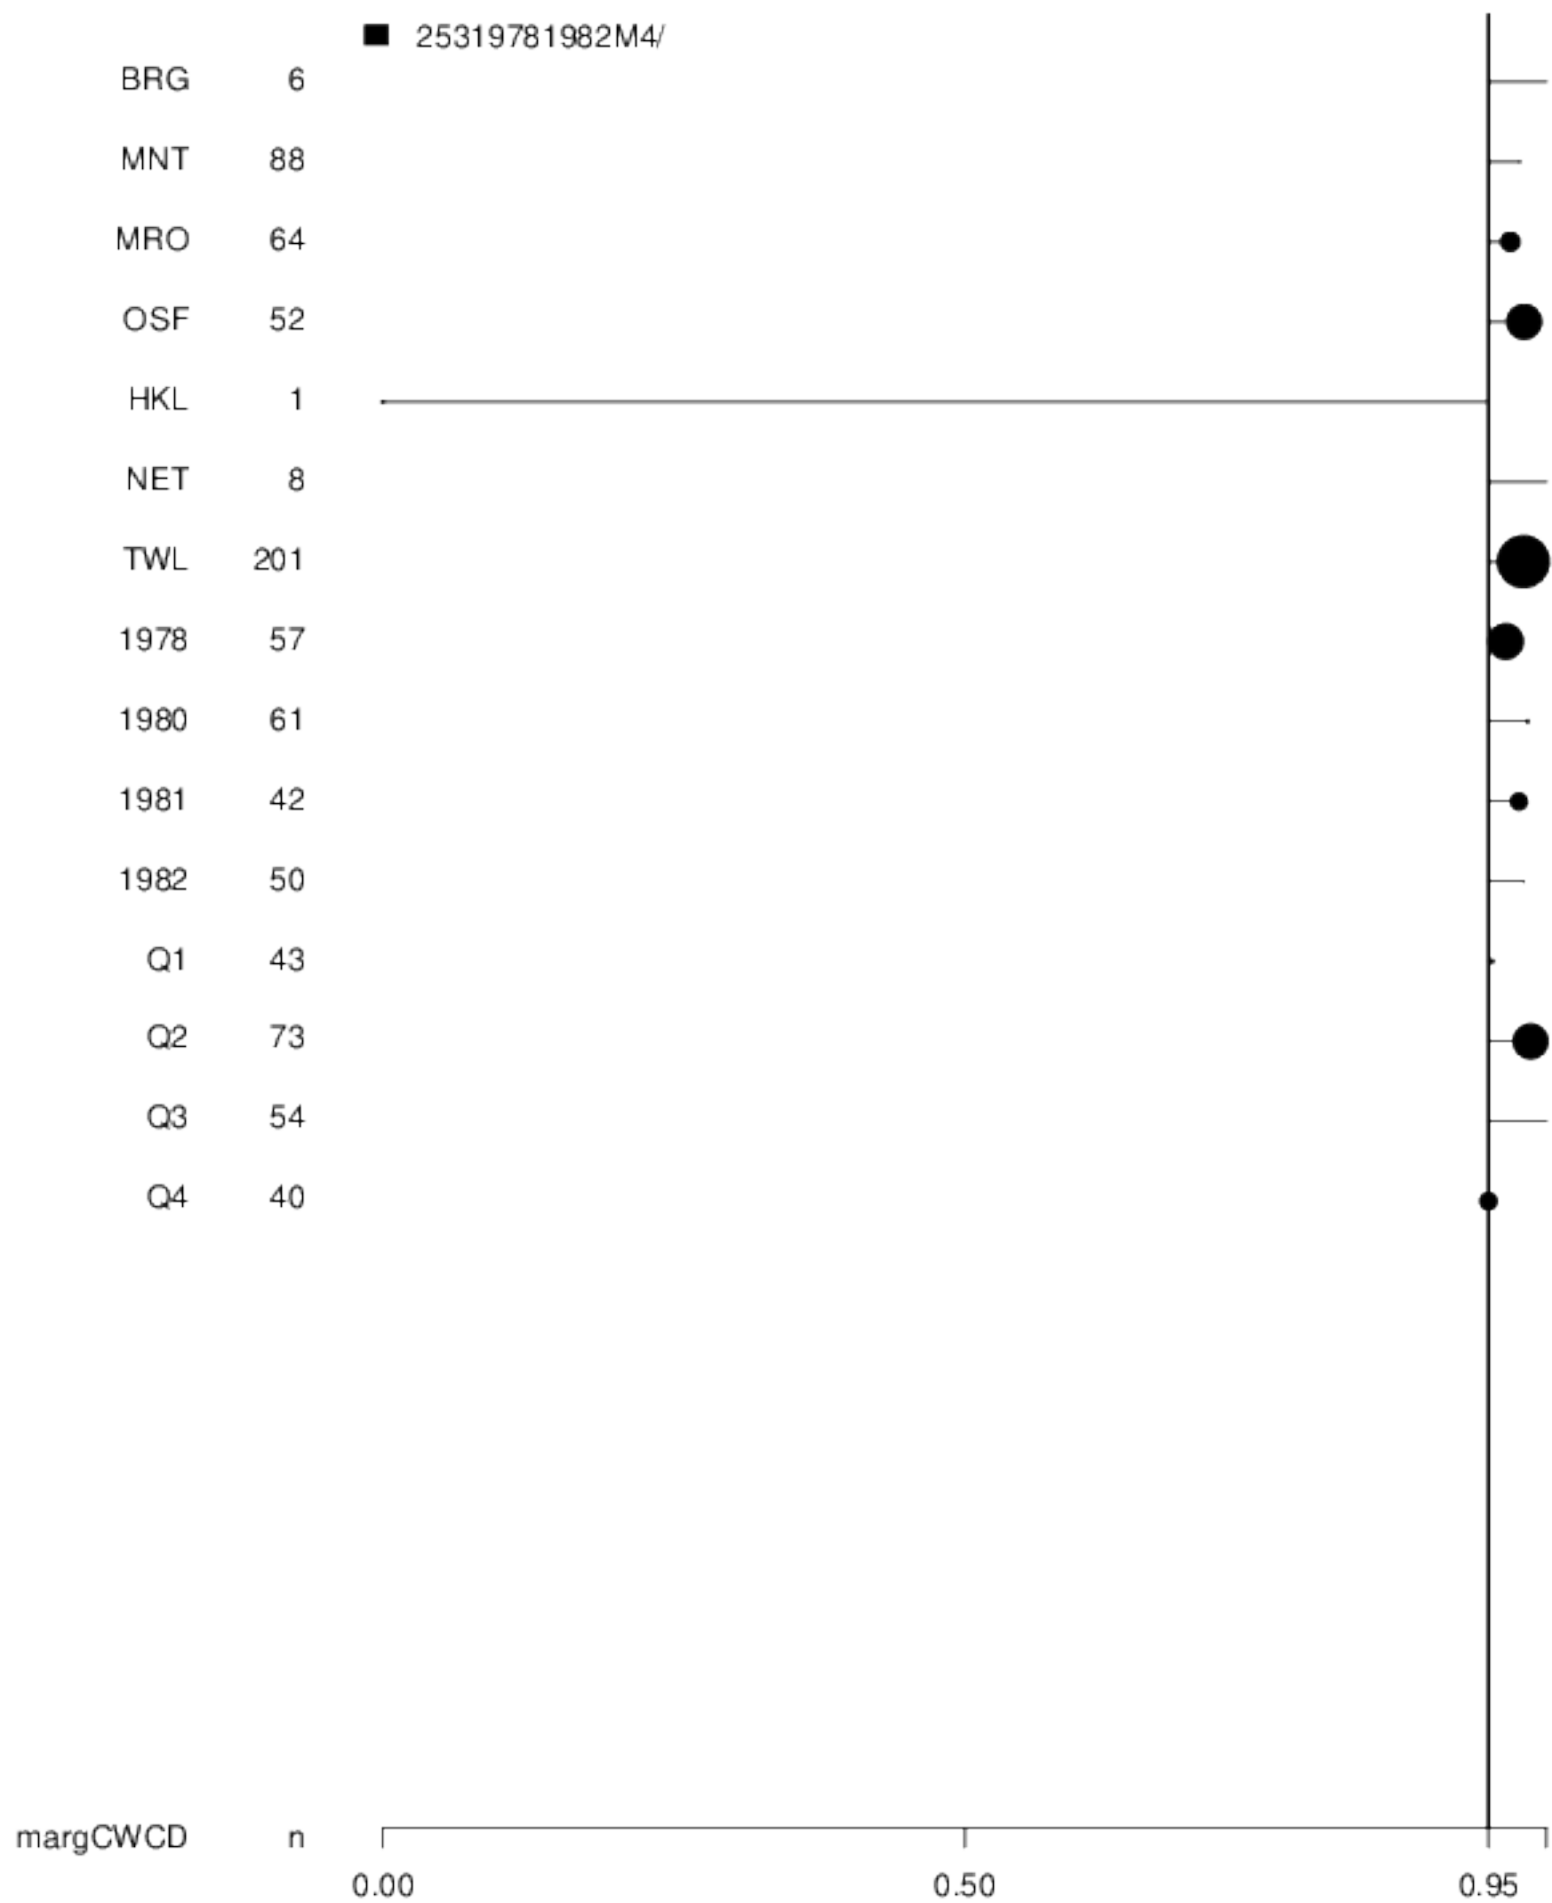 25319781982M4/
BRG 6
MNT 88
MRO 64
OSF 52
HKL 1
NET 8
TWL 201
1978 57
1980 61
1981 42
1982 50
Q1 43
Q2 73
Q3 54
Q4 40
margCWCD n
0.00 0.50 0.95